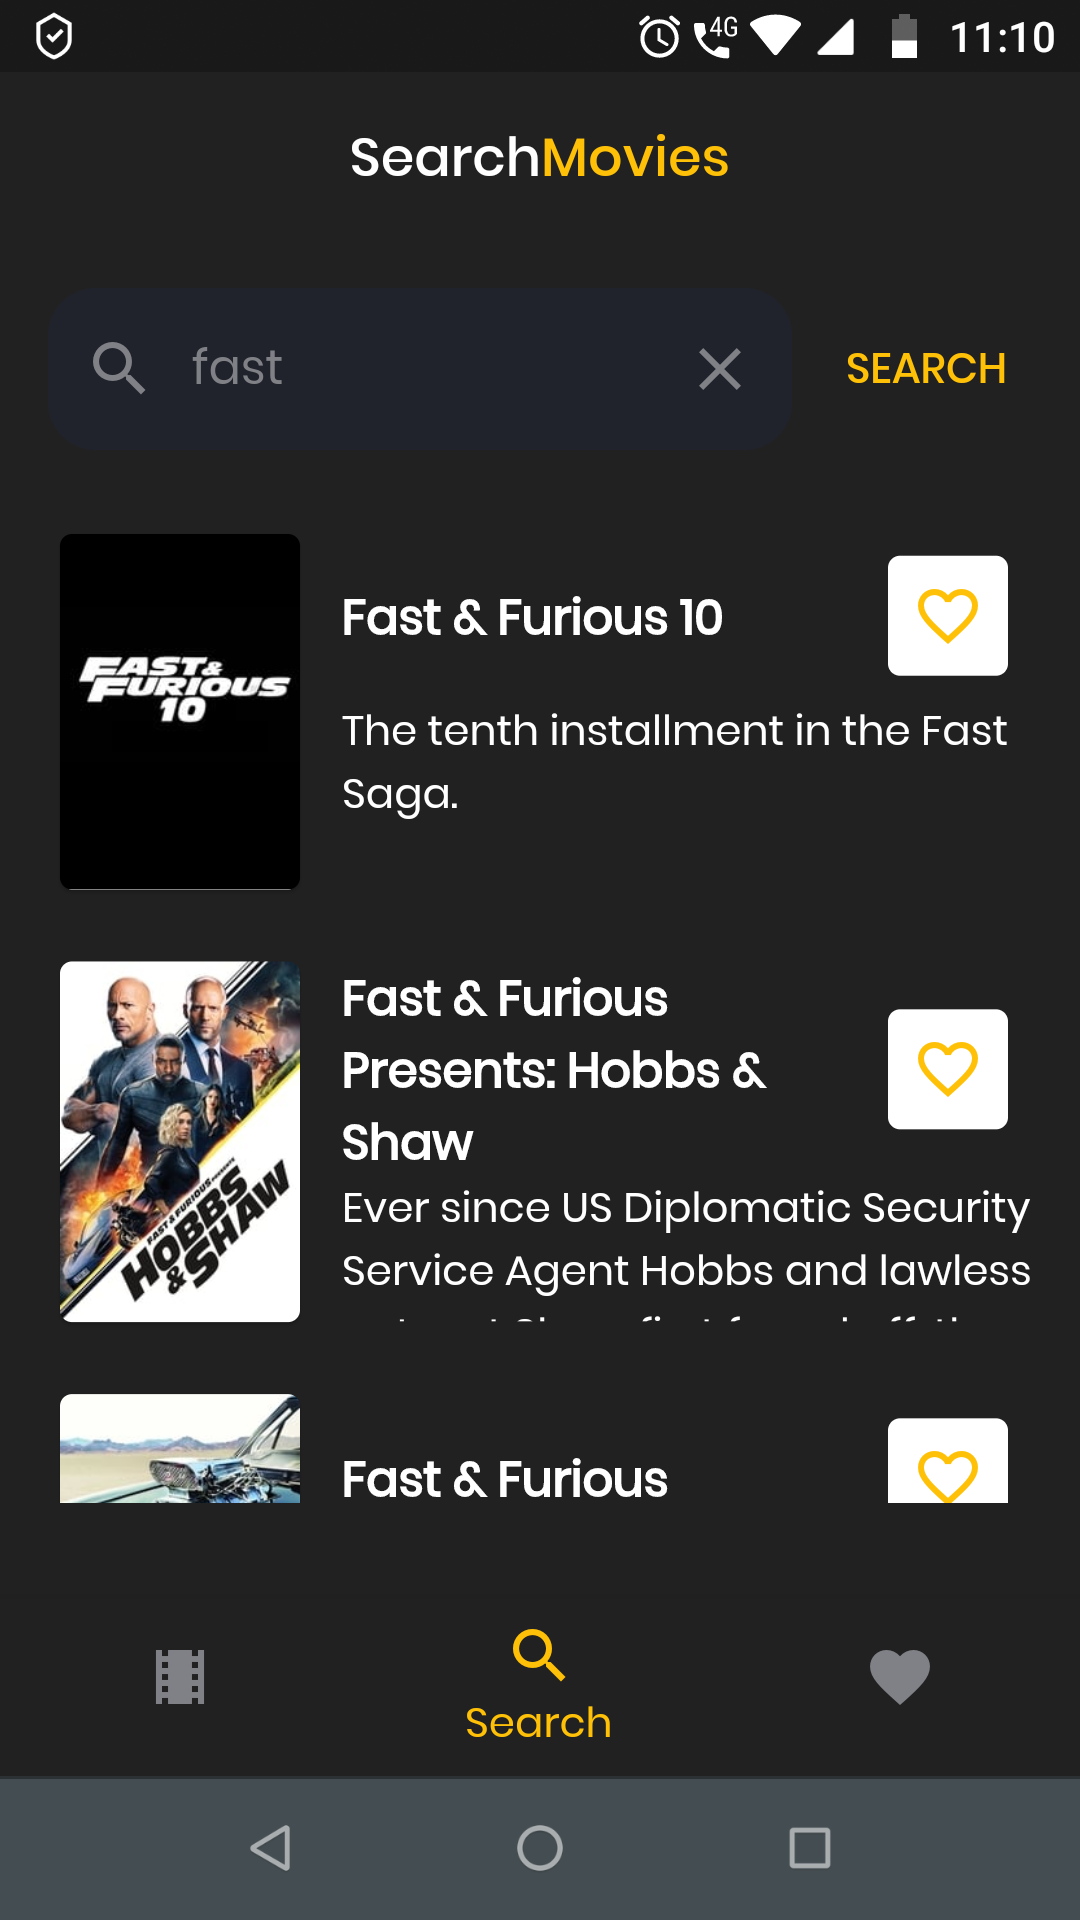 4G 11:10
SearchMovies
fast
SEARCH
FAST &
FURIOUS
10
Fast & Furious 10
The tenth installment in the Fast
Saga.
FAST & FURIOUS PRESENTS
HOBBS
& SHAW
Fast & Furious
Presents: Hobbs &
Shaw
Ever since US Diplomatic Security
Service Agent Hobbs and lawless
Fast & Furious
Search